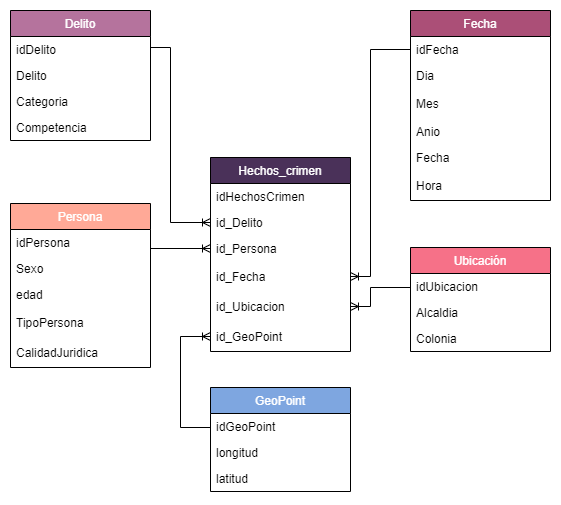 Delito
idDelito
Delito
Categoria
Competencia
Fecha
idFecha
Dia
Mes
Anio
Fecha
Hora
Hechos_crimen
idHechosCrimen
id_Delito
id_Persona
id_Fecha
id_Ubicacion
id_GeoPoint
Persona
idPersona
Sexo
edad
TipoPersona
CalidadJuridica
Ubicación
idUbicacion
Alcaldia
Colonia
GeoPoint
idGeoPoint
longitud
latitud